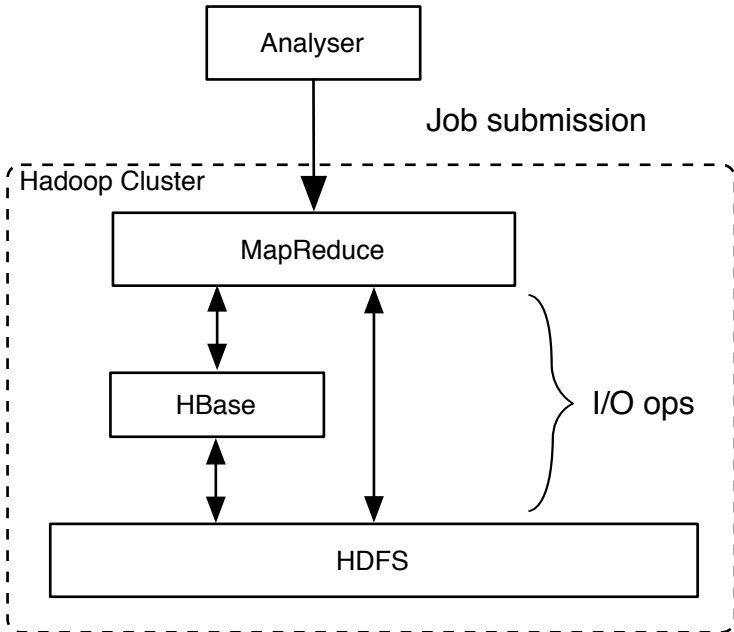 Analyser
Job submission
Hadoop Cluster
MapReduce
HBase
I/O ops
HDFS